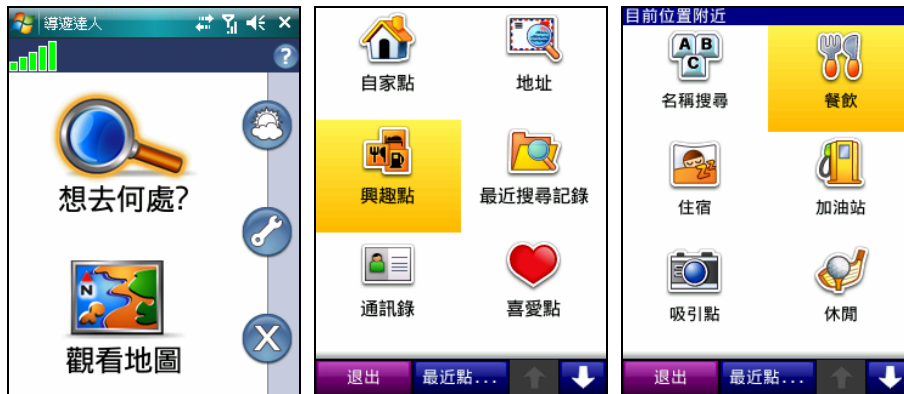 導遊達人
?
想去何處?
N
觀看地圖
X
自家點
地址
興趣點
最近搜尋記錄
通訊錄
喜愛點
退出
最近點...
目前位置附近
A B
C
名稱搜尋
餐飲
住宿
加油站
吸引點
休閒
退出
最近點...